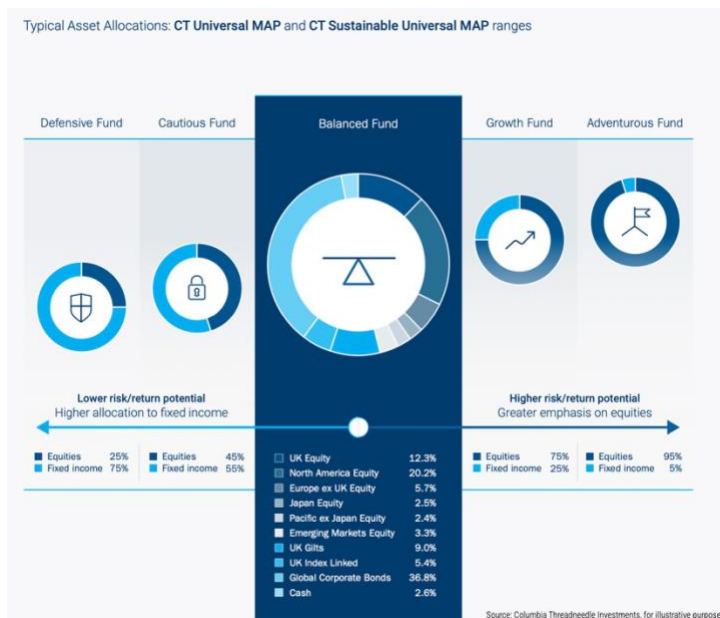 Typical Asset Allocations: CT Universal MAP and CT Sustainable Universal MAP ranges
Defensive Fund
Cautious Fund
Balanced Fund
Growth Fund
Adventurous Fund
Lower risk/return potential
Higher allocation to fixed income
Higher risk/return potential
Greater emphasis on equities
Equities 25%
Fixed income 75%
Equities 45%
Fixed income 55%
UK Equity 12.3%
North America Equity 20.2%
Europe ex UK Equity 5.7%
Japan Equity 2.5%
Pacific ex Japan Equity 2.4%
Emerging Markets Equity 3.3%
UK Gilts 9.0%
UK Index Linked 5.4%
Global Corporate Bonds 36.8%
Cash 2.6%
Equities 75%
Fixed income 25%
Equities 95%
Fixed income 5%
Source: Columbia Threadneedle Investments, for illustrative purpose